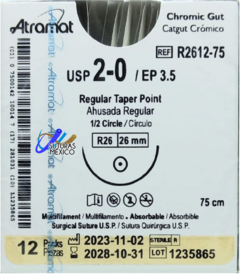 Atramat
Chromic Gut
Catgut Crómico
REF R2612-75
USP 2-0 / EP 3.5
Regular Taper Point
Ahusada Regular
1/2 Circle / Círculo
R26 26 mm
SUTURAS MÉXICO
75 cm
Multifilament / Multifilamento - Absorbable / Absorbible
Surgical Suture U.S.P. / Sutura Quirúrgica U.S.P.
12 Packs
Piezas
2023-11-02
STERILE R
2028-10-31
LOT 1235865